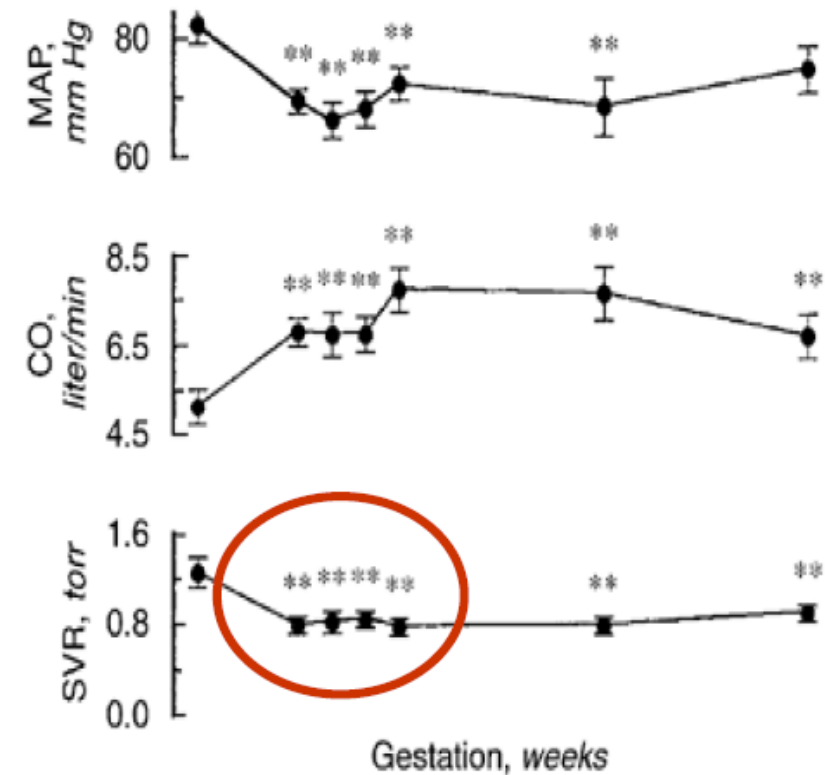 MAP,
mm Hg
80
60
** ** ** ** **
CO,
liter/min
8.5
6.5
4.5
** ** ** ** ** **
SVR, torr
1.6
0.8
0.0
** ** ** ** ** **
Gestation, weeks